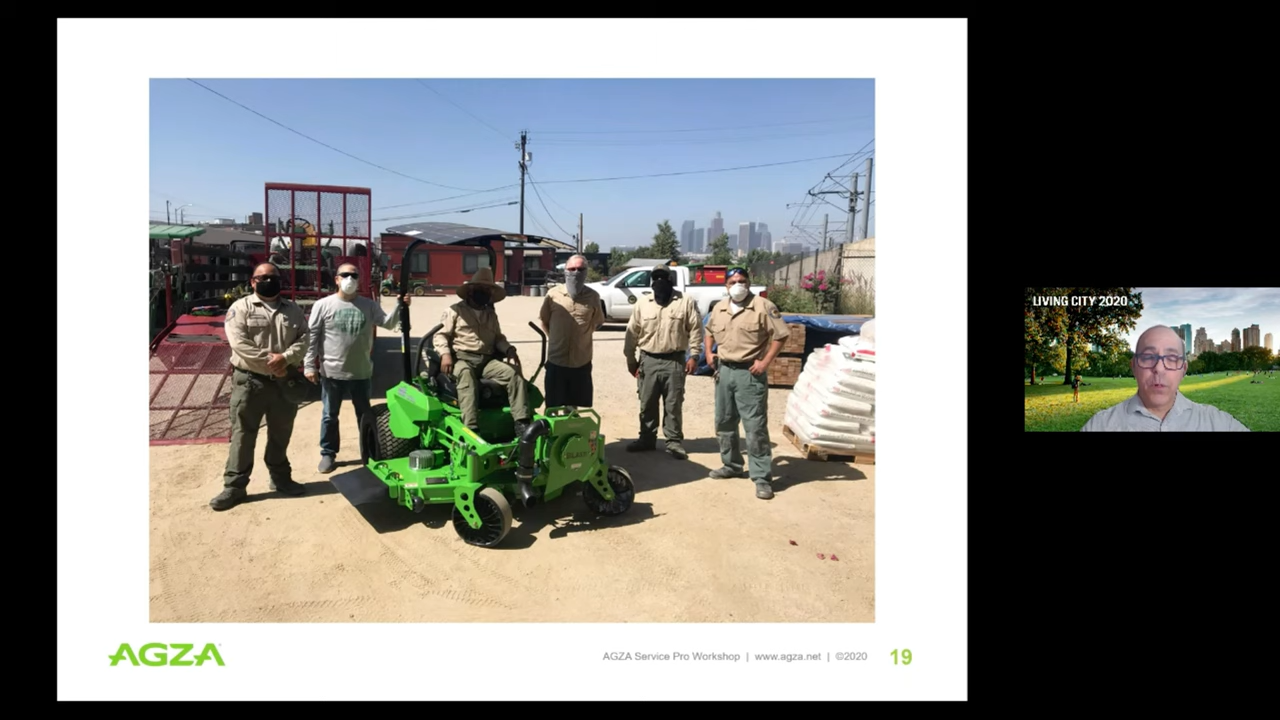 LIVING CITY 2020
AGZA
AGZA Service Pro Workshop | www.agza.net | ©2020
19